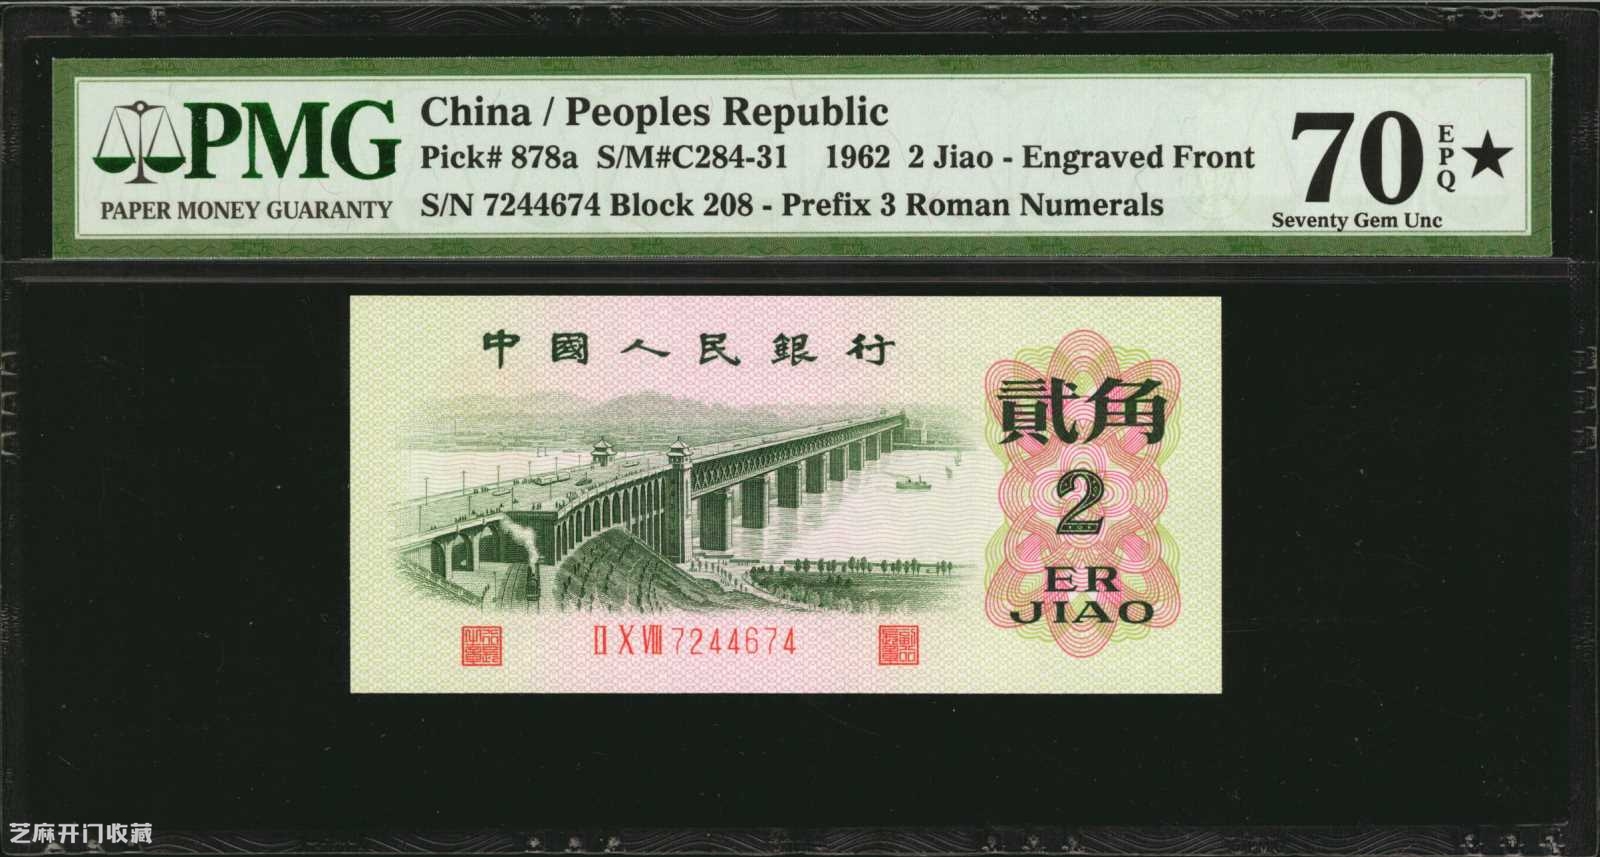 PMG
PAPER MONEY GUARANTY
China / Peoples Republic
Pick# 878a S/M#C284-31 1962 2 Jiao - Engraved Front
S/N 7244674 Block 208 - Prefix 3 Roman Numerals
70 EPQ ★
Seventy Gem Unc
中國人民銀行
貳角
2
ER
JIAO
II X VIII 7244674
芝麻开门收藏